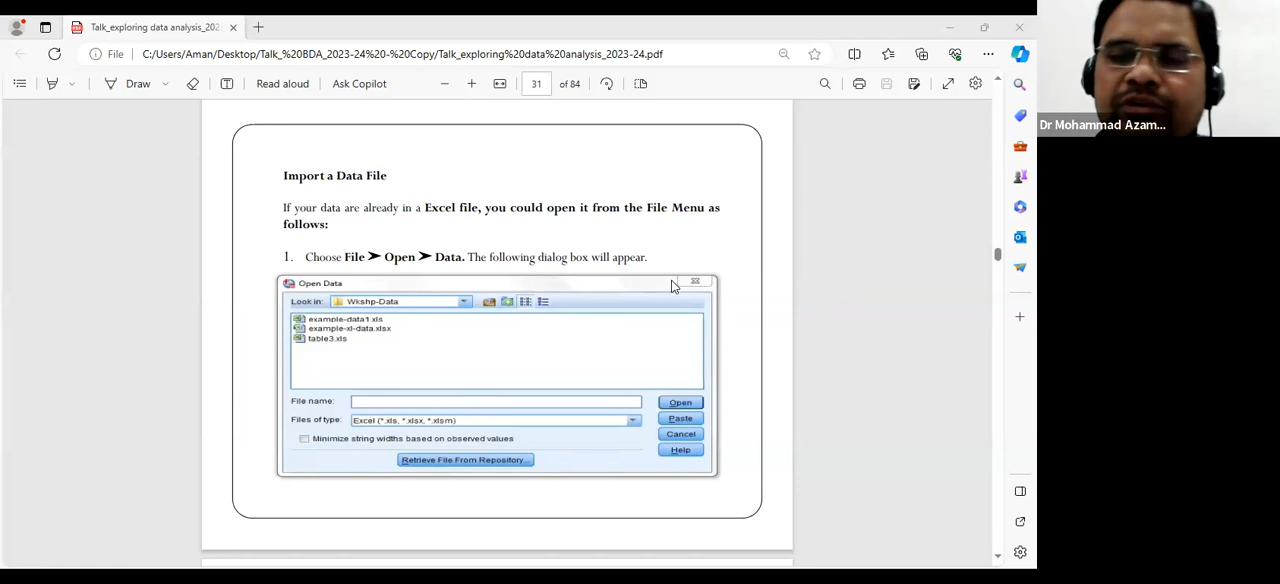 Talk_exploring data analysis_202
File
C:/Users/Aman/Desktop/Talk_%20BDA_2023-24%20-%20Copy/Talk_exploring%20data%20analysis_2023-24.pdf
Draw
Read aloud
Ask Copilot
31
of 84
Dr Mohammad Azam...
Import a Data File
If your data are already in a Excel file, you could open it from the File Menu as
follows:
1. Choose File ➤ Open ➤ Data. The following dialog box will appear.
Open Data
Look in: Wkshp-Data
example-data1.xls
example-xl-data.xlsx
table3.xls
File name:
Open
Files of type: Excel (*.xls, *.xlsx, *.xlsm)
Paste
Minimize string widths based on observed values
Cancel
Help
Retrieve File From Repository...